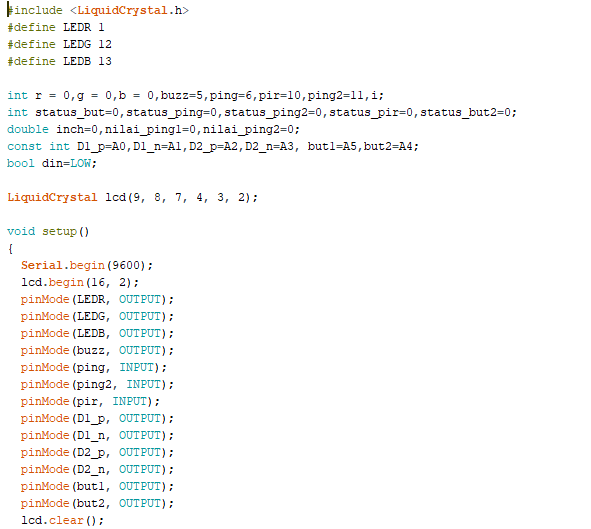 #include <LiquidCrystal.h>
#define LEDR 1
#define LEDG 12
#define LEDB 13
int r = 0,g = 0,b = 0,buzz=5,ping=6,pir=10,ping2=11,i;
int status_but=0,status_ping=0,status_ping2=0,status_pir=0,status_but2=0;
double inch=0,nilai_ping1=0,nilai_ping2=0;
const int D1_p=A0,D1_n=A1,D2_p=A2,D2_n=A3, but1=A5,but2=A4;
bool din=LOW;
LiquidCrystal lcd(9, 8, 7, 4, 3, 2);
void setup()
{
Serial.begin(9600);
lcd.begin(16, 2);
pinMode(LEDR, OUTPUT);
pinMode(LEDG, OUTPUT);
pinMode(LEDB, OUTPUT);
pinMode(buzz, OUTPUT);
pinMode(ping, INPUT);
pinMode(ping2, INPUT);
pinMode(pir, INPUT);
pinMode(D1_p, OUTPUT);
pinMode(D1_n, OUTPUT);
pinMode(D2_p, OUTPUT);
pinMode(D2_n, OUTPUT);
pinMode(but1, OUTPUT);
pinMode(but2, OUTPUT);
lcd.clear();